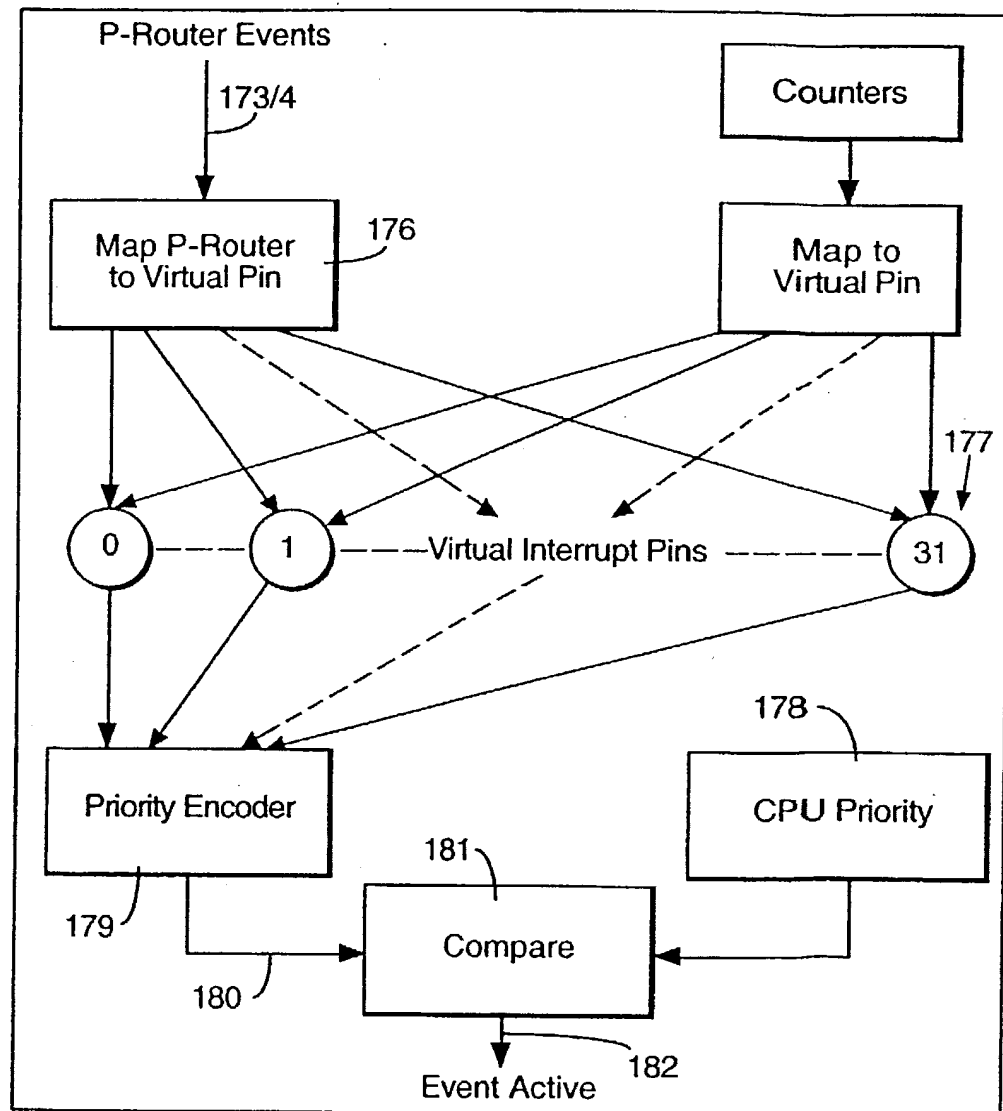 P-Router Events
173/4
Counters
Map P-Router
to Virtual Pin
176
Map to
Virtual Pin
177
0
1
Virtual Interrupt Pins
31
178
Priority Encoder
CPU Priority
181
179
Compare
180
182
Event Active